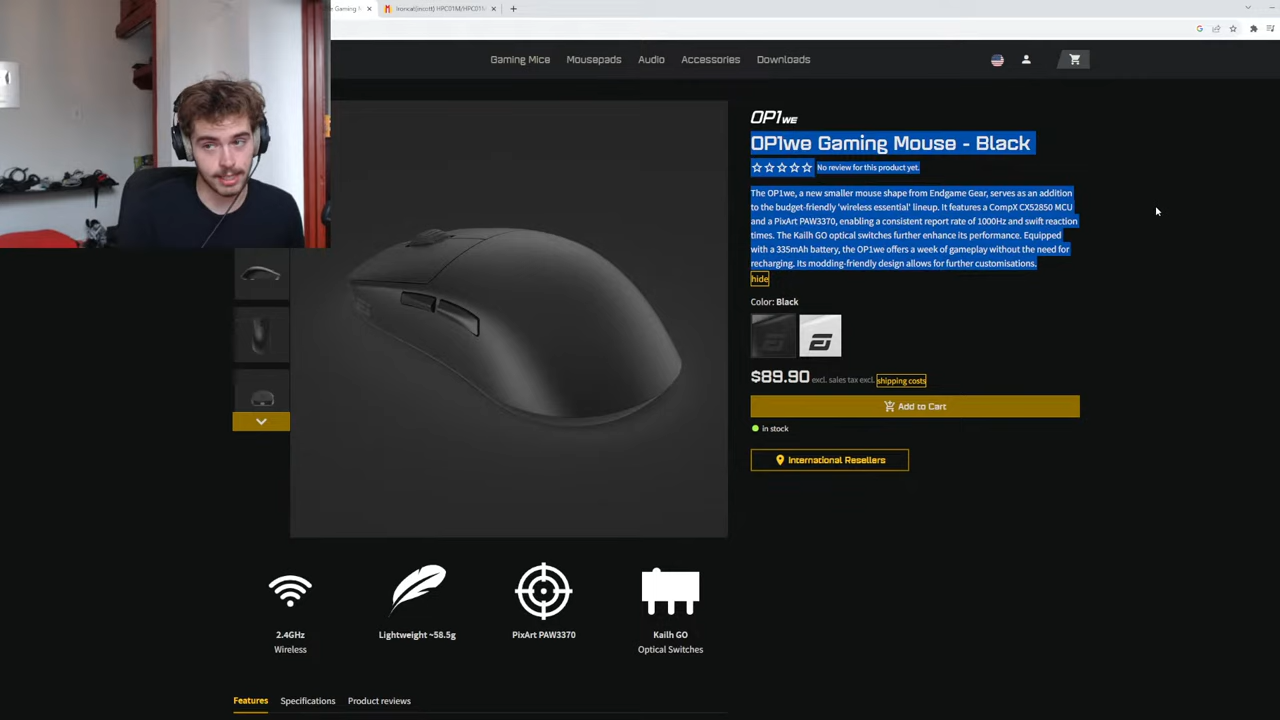 Gaming M
Ironcat(incott) HPC01M/HPC01
Gaming Mice Mousepads Audio Accessories Downloads
OP1WE
OP1we Gaming Mouse - Black
No review for this product yet.
The OP1we, a new smaller mouse shape from Endgame Gear, serves as an addition
to the budget-friendly 'wireless essential' lineup. It features a CompX CX52850 MCU
and a PixArt PAW3370, enabling a consistent report rate of 1000Hz and swift reaction
times. The Kailh GO optical switches further enhance its performance. Equipped
with a 335mAh battery, the OP1we offers a week of gameplay without the need for
recharging. Its modding-friendly design allows for further customisations.
hide
Color: Black
$89.90 excl. sales tax excl. shipping costs
Add to Cart
in stock
International Resellers
2.4GHz
Wireless
Lightweight ~58.5g
PixArt PAW3370
Kailh GO
Optical Switches
Features Specifications Product reviews